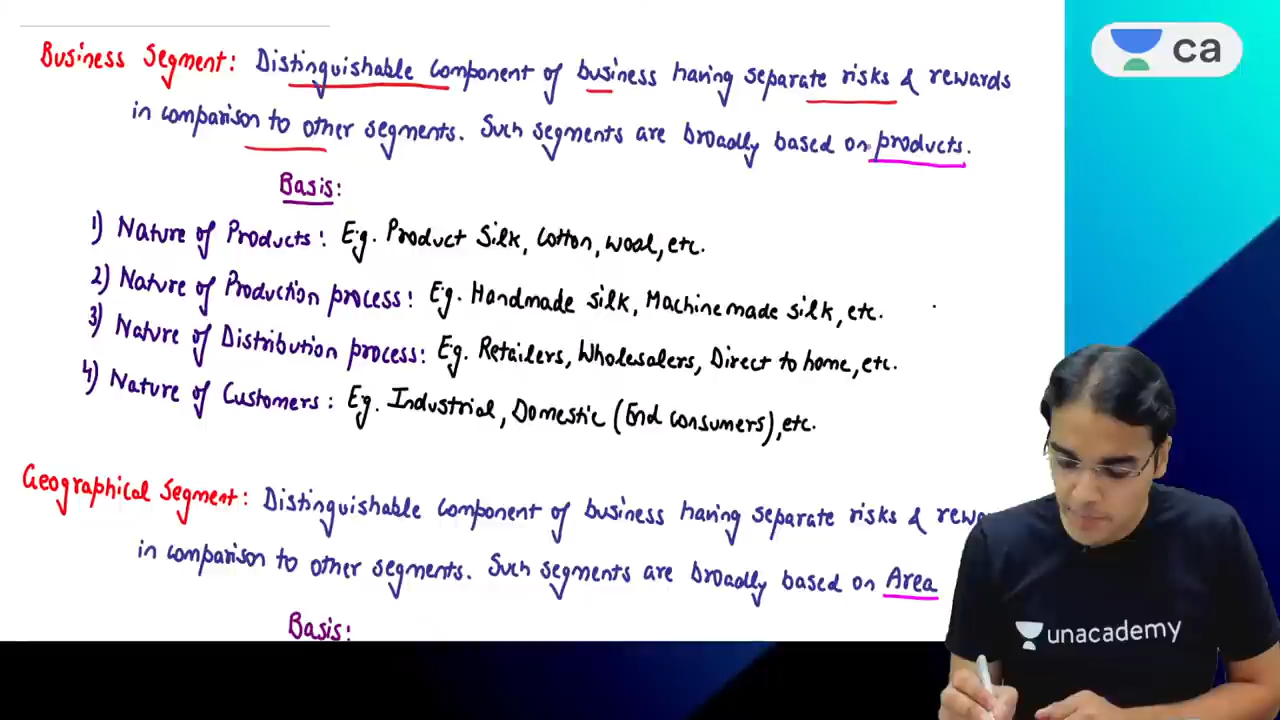 Business Segment: Distinguishable component of business having separate risks & rewards
in comparison to other segments. Such segments are broadly based on products.
Basis:
1) Nature of Products: Eg. Product Silk, Cotton, wool, etc.
2) Nature of Production process: Eg. Handmade silk, Machinemade silk, etc.
3) Nature of Distribution process: Eg. Retailers, Wholesalers, Direct to home, etc.
4) Nature of Customers: Eg. Industrial, Domestic (End consumers), etc.
Geographical Segment: Distinguishable component of business having separate risks &
in comparison to other segments. Such segments are broadly based on Area
Basis:
ca
unacademy